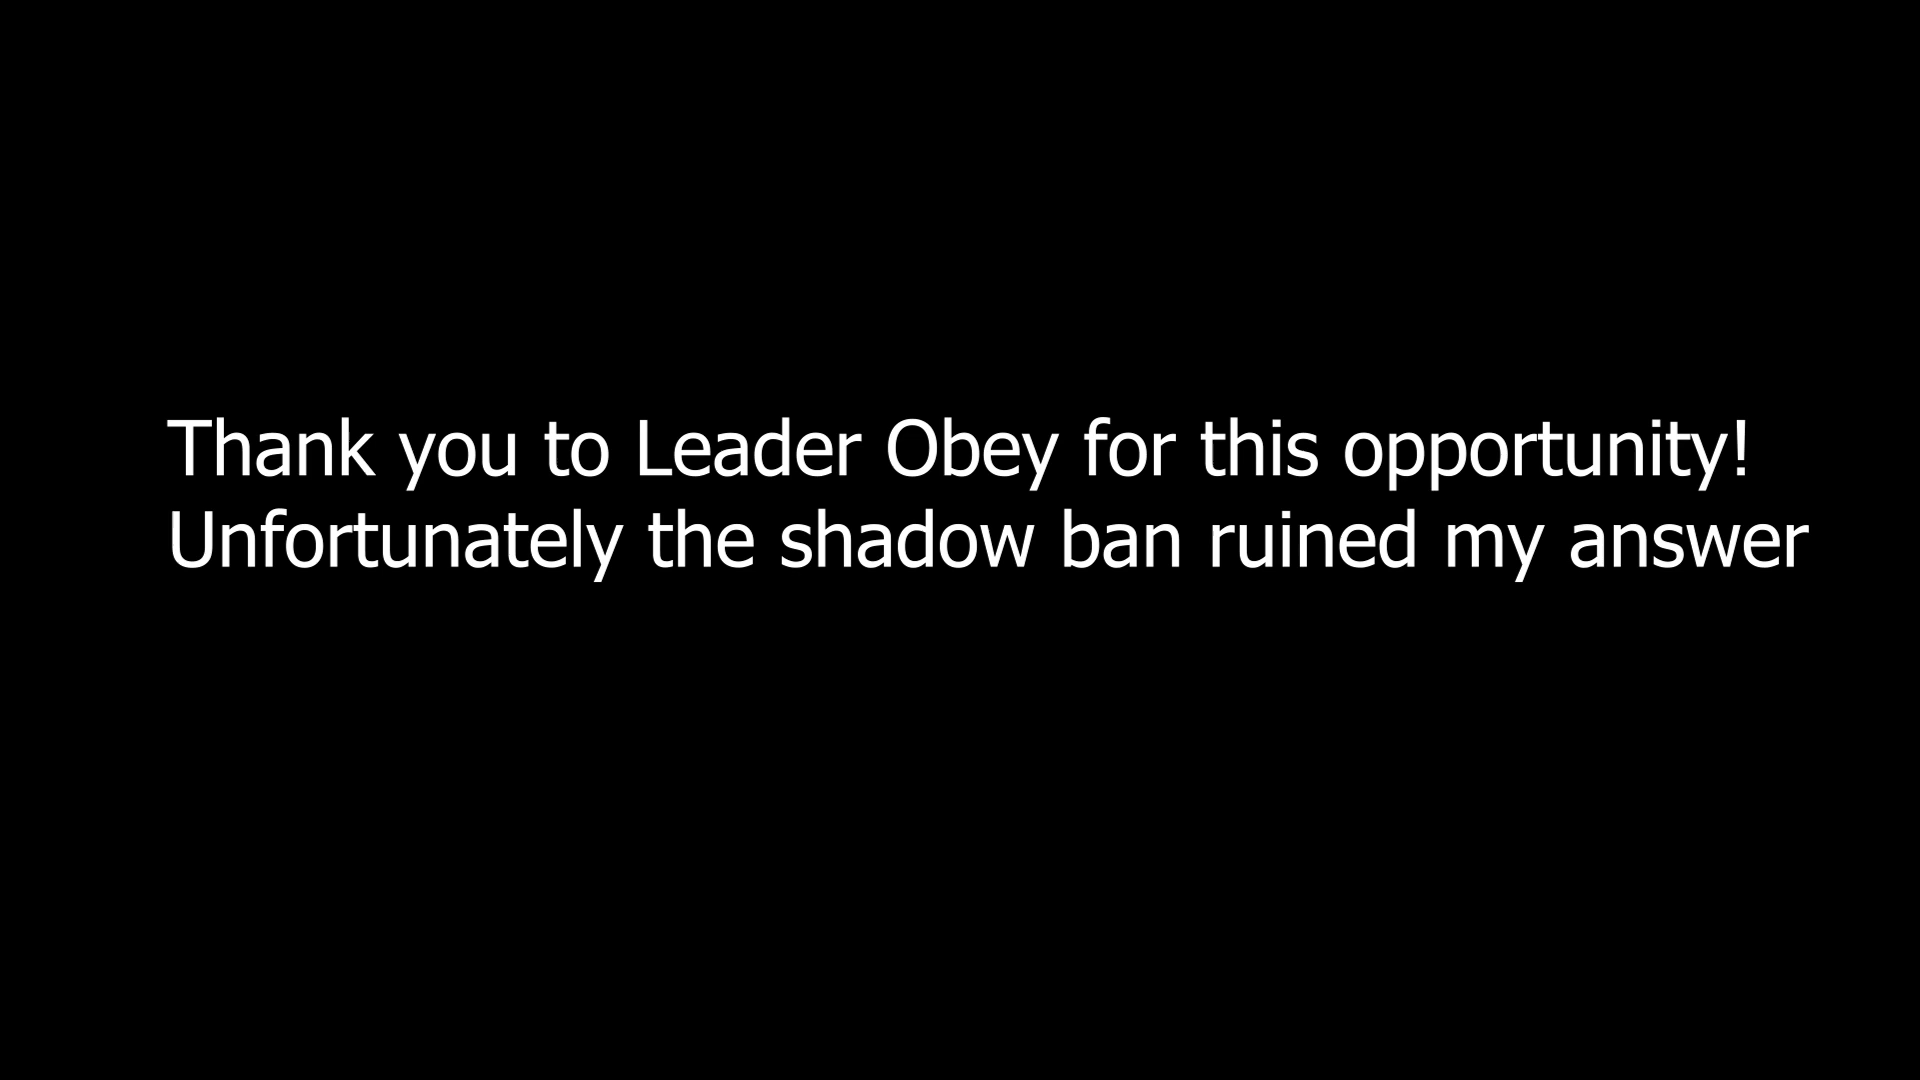 Thank you to Leader Obey for this opportunity!
Unfortunately the shadow ban ruined my answer